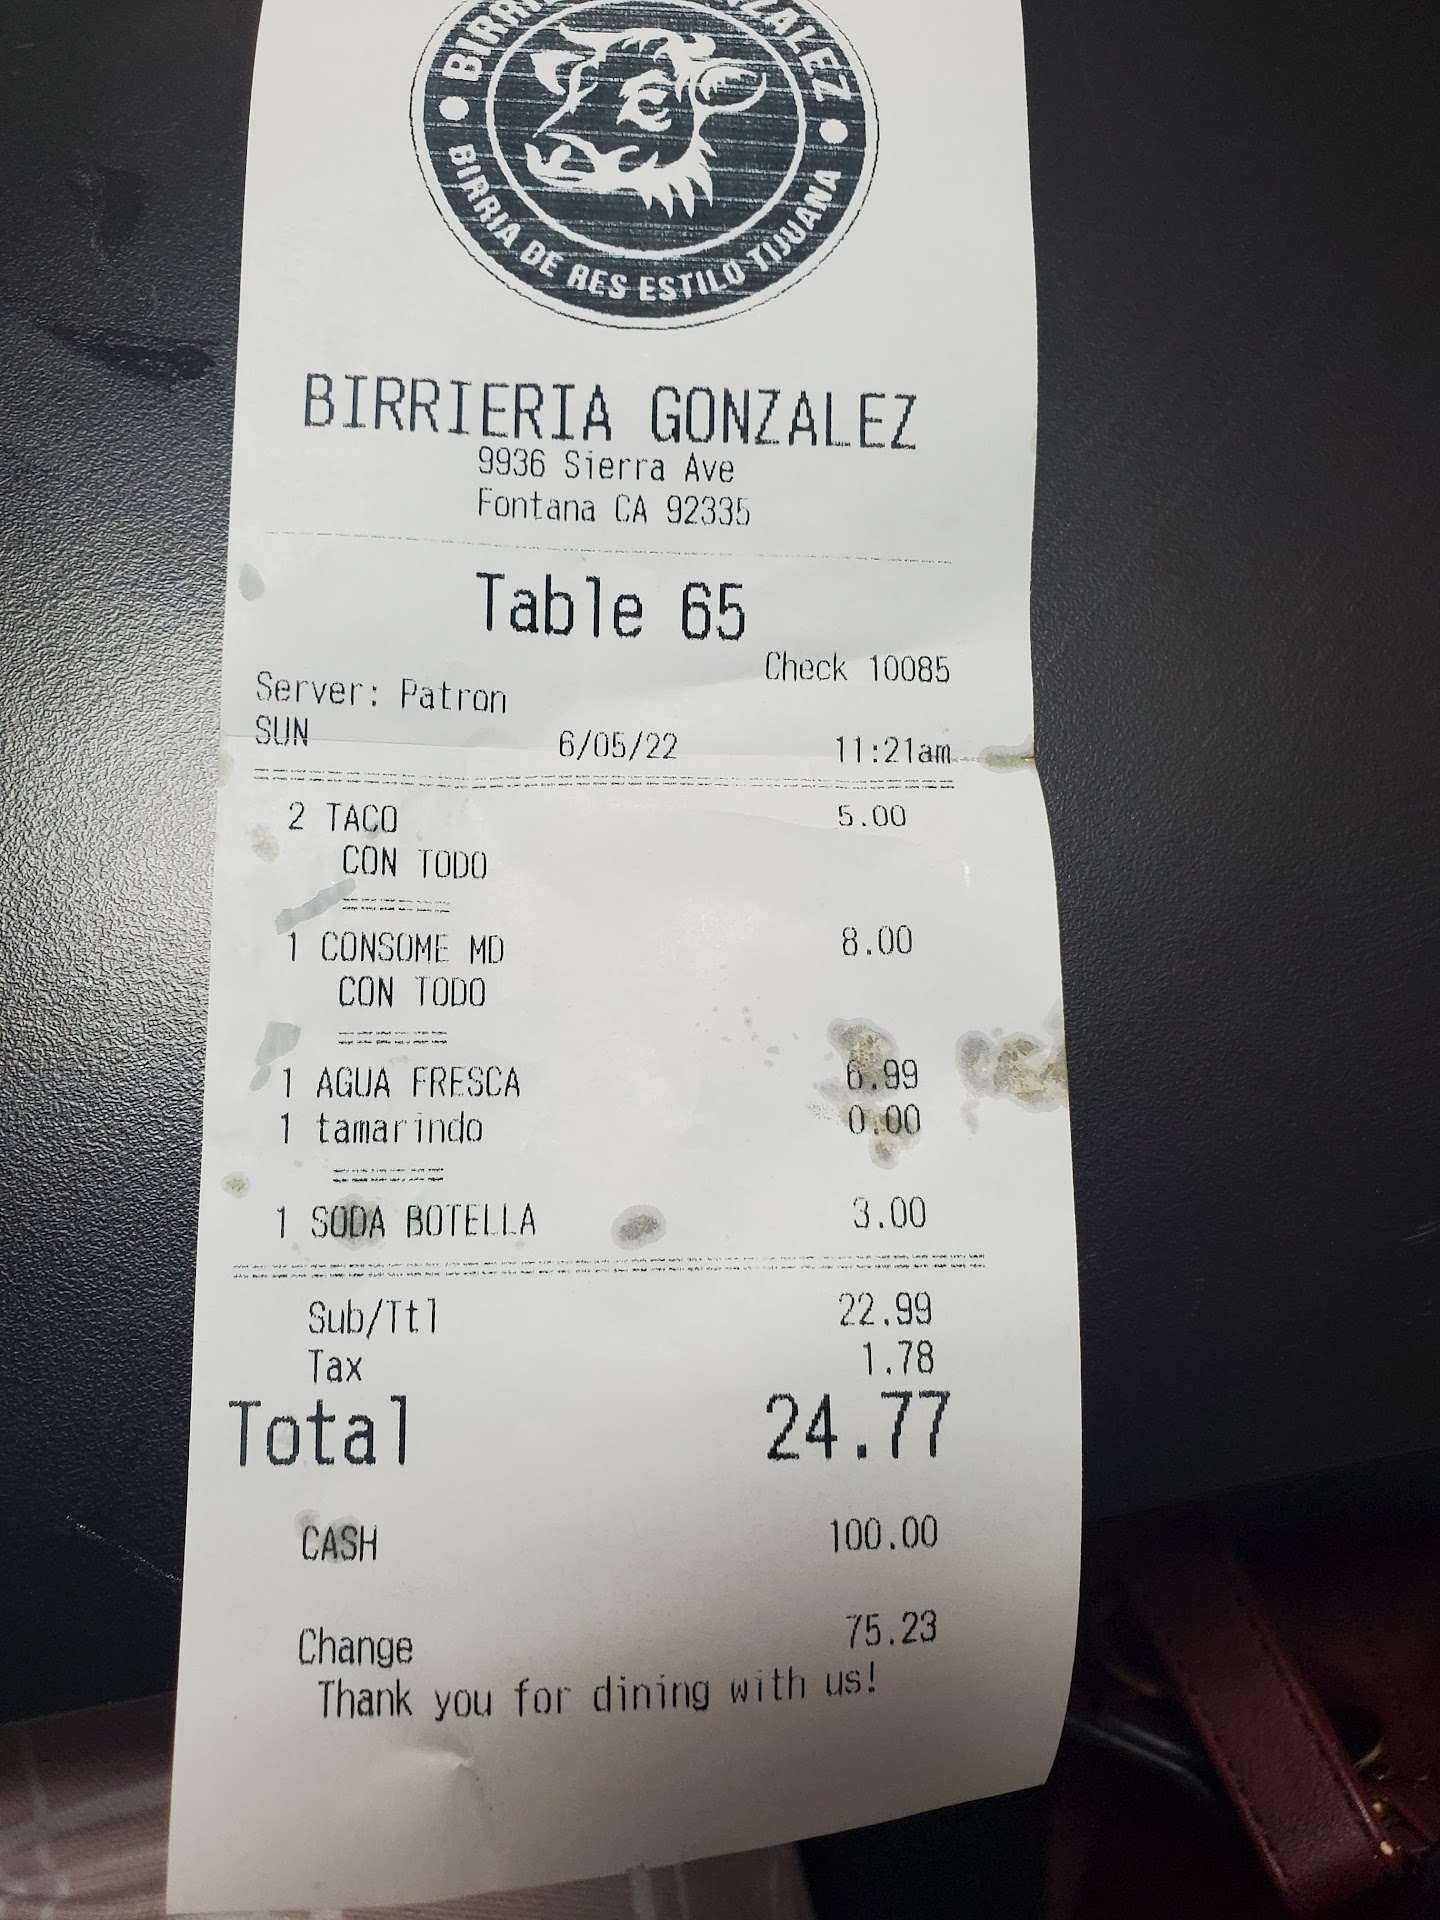 BIRRIERIA GONZALEZ
BIRRIA DE RES ESTILO TIJUANA
BIRRIERIA GONZALEZ
9936 Sierra Ave
Fontana CA 92335
Table 65
Check 10085
Server: Patron
SUN 6/05/22 11:21am
2 TACO 5.00
CON TODO
1 CONSOME MD 8.00
CON TODO
1 AGUA FRESCA 6.99
1 tamarindo 0.00
1 SODA BOTELLA 3.00
Sub/Ttl 22.99
Tax 1.78
Total 24.77
CASH 100.00
Change 75.23
Thank you for dining with us!